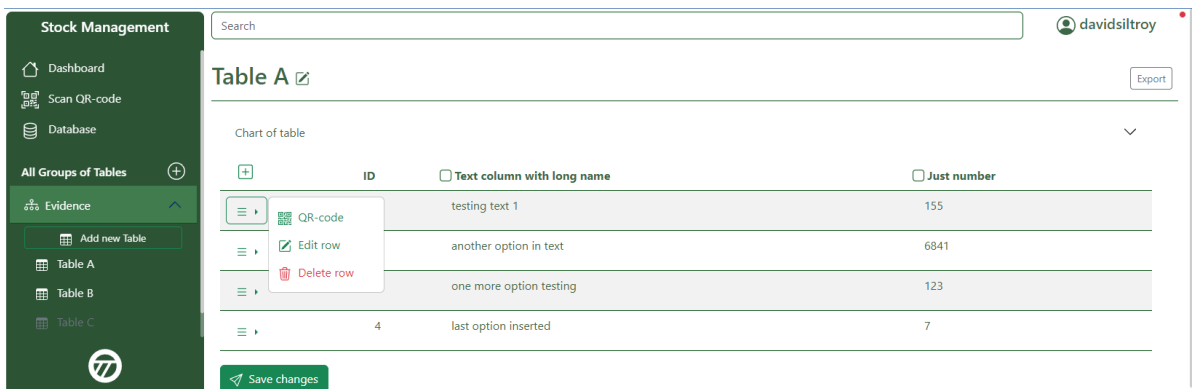 Stock Management
Search
davidsiltroy
Dashboard
Scan QR-code
Database
All Groups of Tables
Evidence
Add new Table
Table A
Table B
Table C
Table A
Export
Chart of table
ID Text column with long name Just number
testing text 1 155
QR-code
Edit row
Delete row
another option in text 6841
one more option testing 123
4 last option inserted 7
Save changes